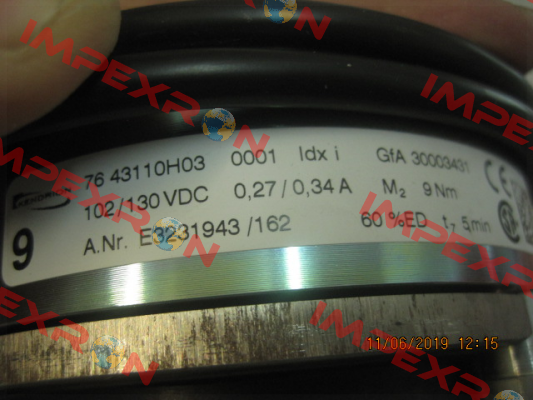 76 43110H03 0001 Idx i GfA 30003431
102/130 VDC 0,27/0,34 A M2 9 Nm
A.Nr. E3231943 /162 60 %ED t7 5 min
9
CE
11/06/2019 12:15
IMPEXRON
IMPEXRON
IMPEXRON
IMPEXRON